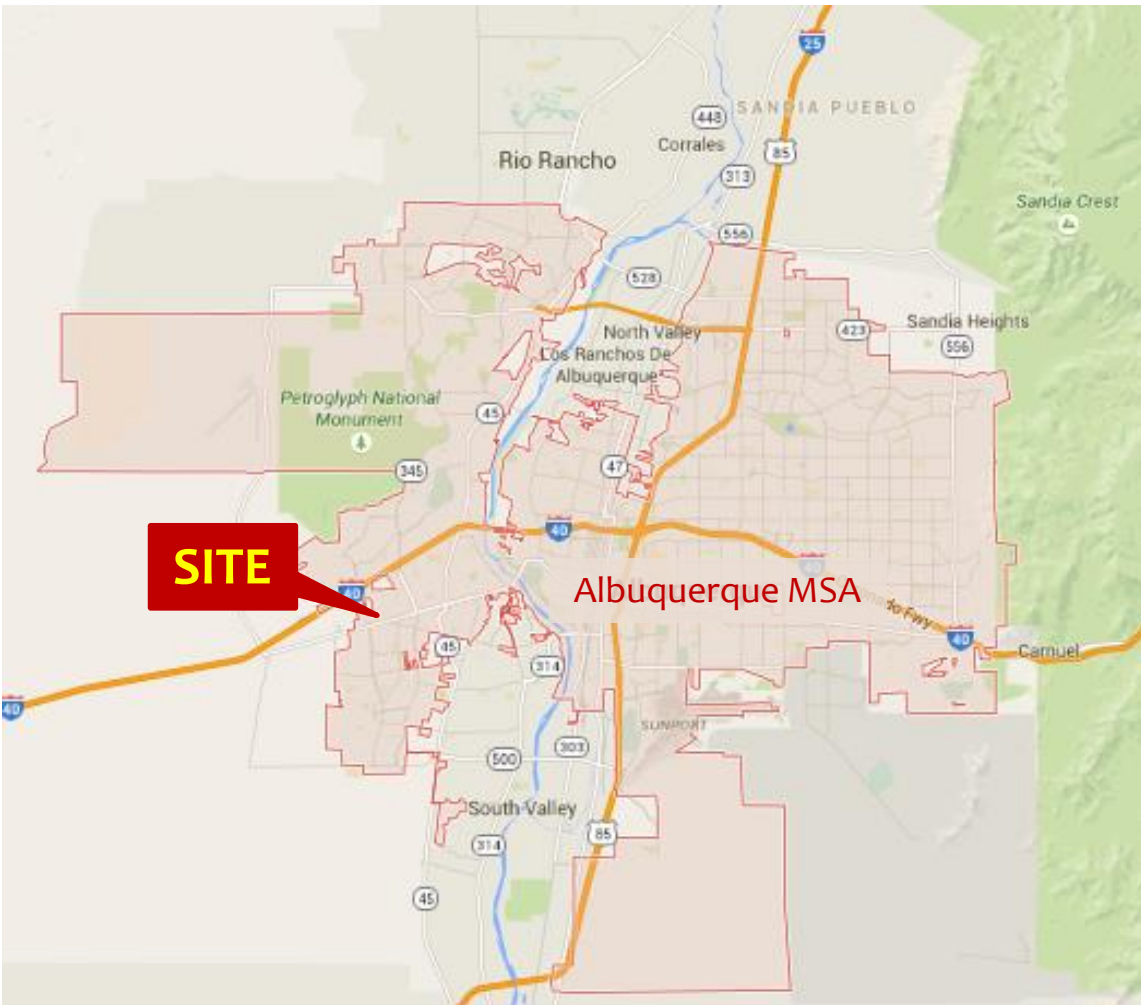 25
SANDIA PUEBLO
448
Corrales
85
Rio Rancho
313
Sandia Crest
556
528
North Valley
423
Sandia Heights
556
Los Ranchos De
Albuquerque
Petroglyph National
Monument
45
345
47
40
SITE
40
40
Albuquerque MSA
Fwy
40
45
314
Carnuel
40
SUNPORT
303
500
South Valley
85
314
45